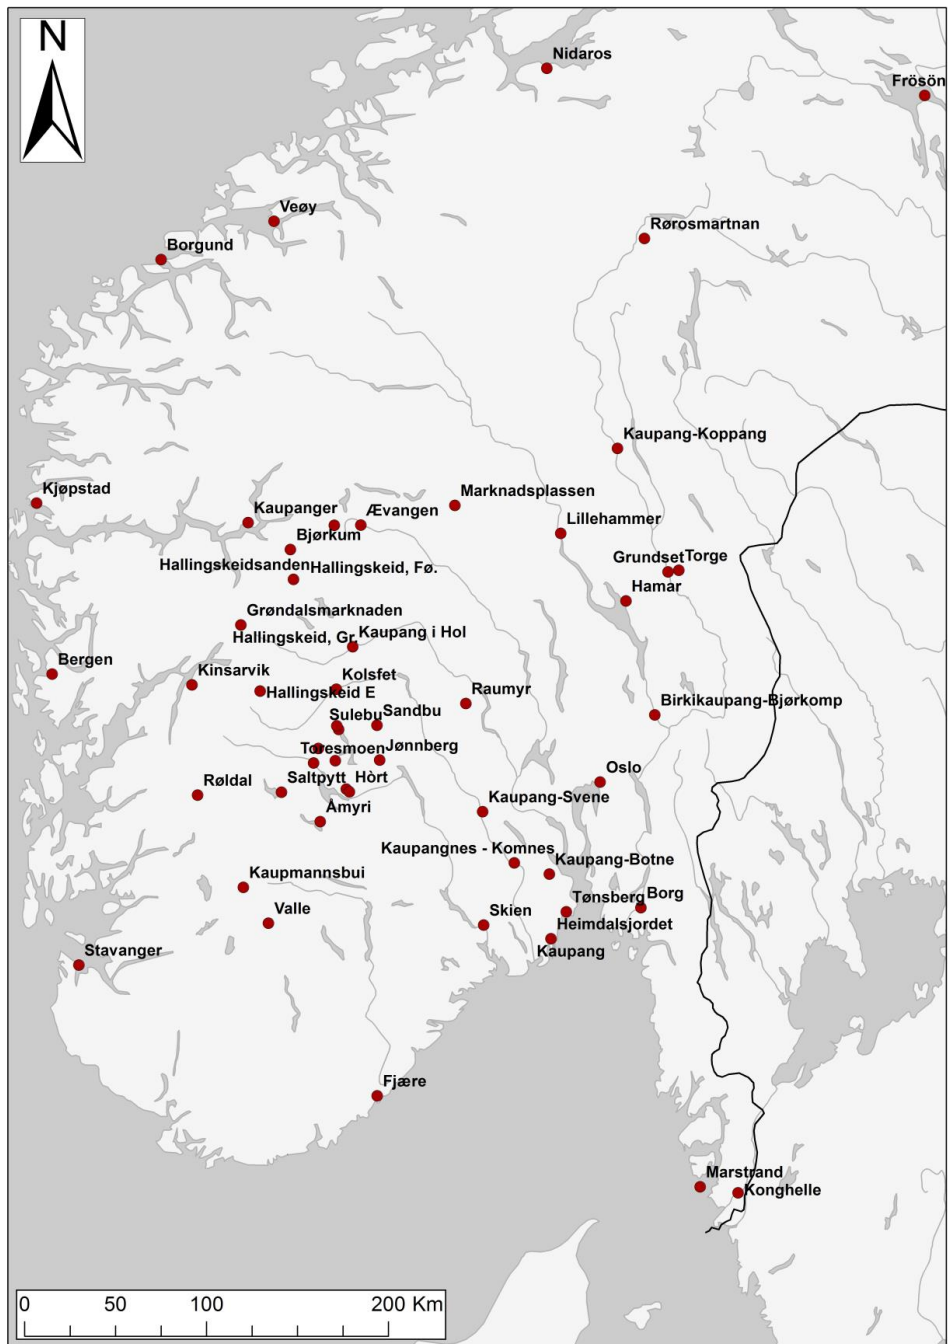 N
Nidaros
Frösön
Veøy
Rørosmartnan
Borgund
Kaupang-Koppang
Kjøpstad
Marknadsplassen
Kaupanger
Ævangen
Lillehammer
Bjørkum
Grundset
Torge
Hallingskeidsanden
Hallingskeid, Fø.
Hamar
Grøndalsmarknaden
Hallingskeid, Gr.
Kaupang i Hol
Bergen
Kinsarvik
Kolsfet
Hallingskeid E
Raumyr
Birkikaupang-Bjørkomp
Sulebu
Sandbu
Toresmoen
Jønnberg
Røldal
Saltpytt
Hòrt
Oslo
Åmyri
Kaupang-Svene
Kaupangnes - Komnes
Kaupang-Botne
Kaupmannsbui
Tønsberg
Borg
Valle
Skien
Heimdalsjordet
Kaupang
Stavanger
Fjære
Marstrand
Konghelle
0 50 100 200 Km